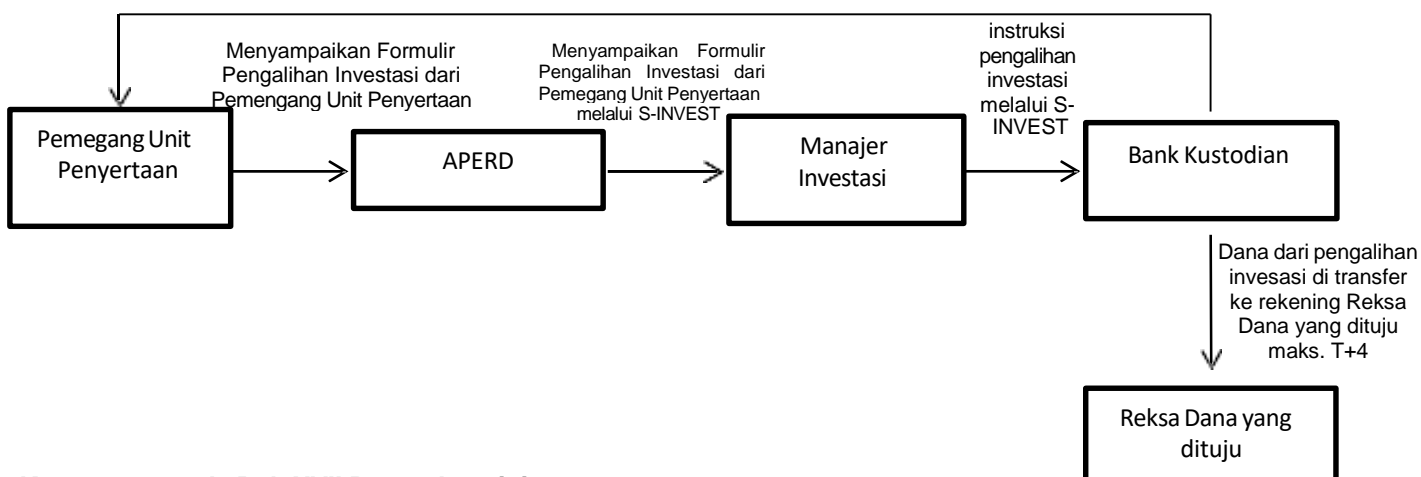 Menyampaikan Formulir
Pengalihan Investasi dari
Pemengang Unit Penyertaan
Menyampaikan Formulir
Pengalihan Investasi dari
Pemegang Unit Penyertaan
melalui S-INVEST
instruksi
pengalihan
investasi
melalui S-
INVEST
Pemegang Unit
Penyertaan
APERD
Manajer
Investasi
Bank Kustodian
Dana dari pengalihan
invesasi di transfer
ke rekening Reksa
Dana yang dituju
maks. T+4
Reksa Dana yang
dituju